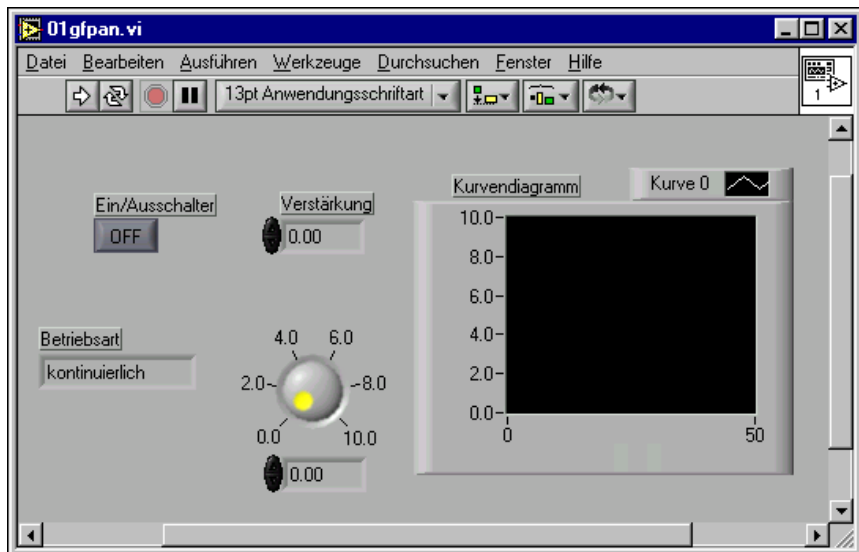 01gfpan.vi
Datei Bearbeiten Ausführen Werkzeuge Durchsuchen Fenster Hilfe
13pt Anwendungsschriftart
1
Ein/Ausschalter
OFF
Verstärkung
0.00
Kurvendiagramm
Kurve 0
10.0
8.0
6.0
4.0
2.0
0.0
0 50
Betriebsart
kontinuierlich
4.0 6.0
2.0 8.0
0.0 10.0
0.00